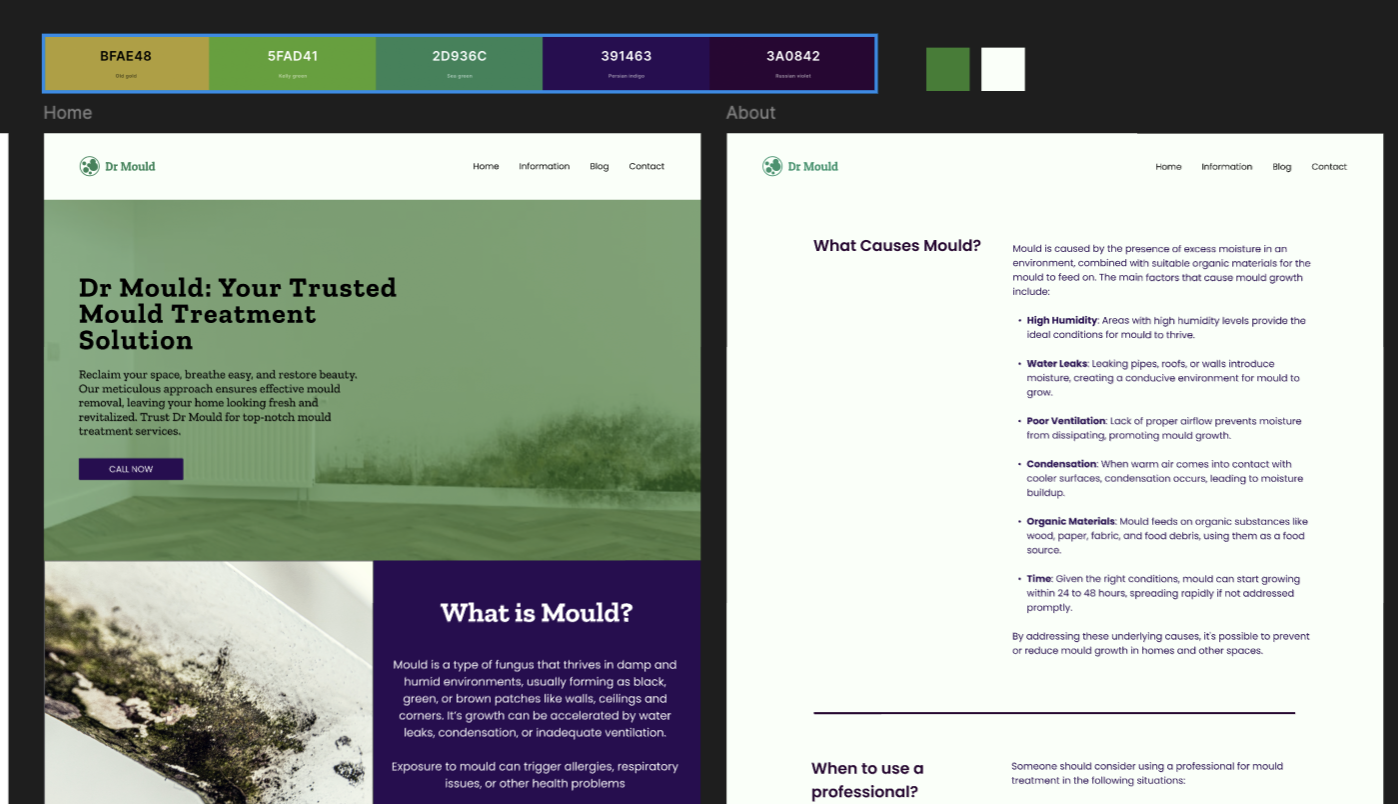 BFAE48
5FAD41
2D936C
391463
3A0842
Old gold
Kelly green
Sea green
Persian indigo
Russian violet
Home
Dr Mould
Home
Information
Blog
Contact
Dr Mould: Your Trusted
Mould Treatment
Solution
Reclaim your space, breathe easy, and restore beauty.
Our meticulous approach ensures effective mould
removal, leaving your home looking fresh and
revitalized. Trust Dr Mould for top-notch mould
treatment services.
CALL NOW
What is Mould?
Mould is a type of fungus that thrives in damp and
humid environments, usually forming as black,
green, or brown patches like walls, ceilings and
corners. It's growth can be accelerated by water
leaks, condensation, or inadequate ventilation.
Exposure to mould can trigger allergies, respiratory
issues, or other health problems
About
Dr Mould
Home
Information
Blog
Contact
What Causes Mould?
Mould is caused by the presence of excess moisture in an
environment, combined with suitable organic materials for the
mould to feed on. The main factors that cause mould growth
include:
• High Humidity: Areas with high humidity levels provide the
ideal conditions for mould to thrive.
• Water Leaks: Leaking pipes, roofs, or walls introduce
moisture, creating a conducive environment for mould to
grow.
• Poor Ventilation: Lack of proper airflow prevents moisture
from dissipating, promoting mould growth.
• Condensation: When warm air comes into contact with
cooler surfaces, condensation occurs, leading to moisture
buildup.
• Organic Materials: Mould feeds on organic substances like
wood, paper, fabric, and food debris, using them as a food
source.
• Time: Given the right conditions, mould can start growing
within 24 to 48 hours, spreading rapidly if not addressed
promptly.
By addressing these underlying causes, it's possible to prevent
or reduce mould growth in homes and other spaces.
When to use a
professional?
Someone should consider using a professional for mould
treatment in the following situations: